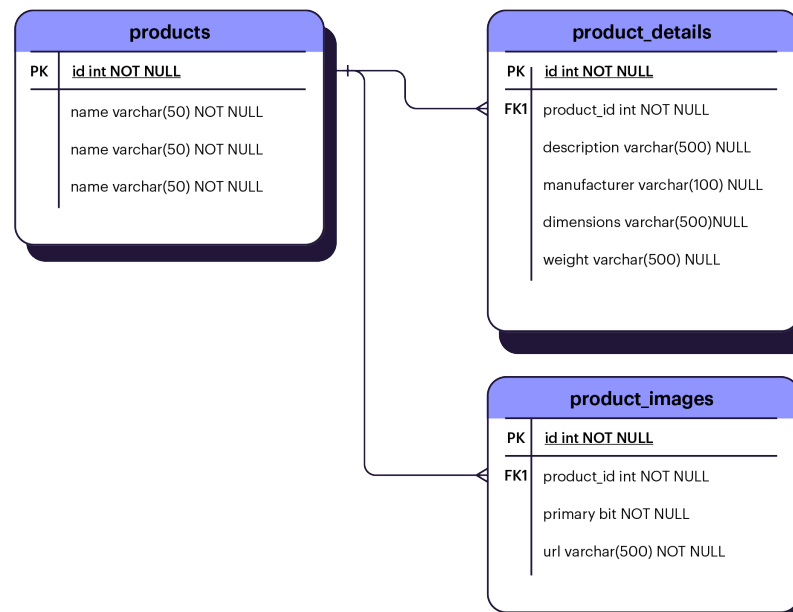 products
PK id int NOT NULL
name varchar(50) NOT NULL
name varchar(50) NOT NULL
name varchar(50) NOT NULL
product_details
PK id int NOT NULL
FK1 product_id int NOT NULL
description varchar(500) NULL
manufacturer varchar(100) NULL
dimensions varchar(500)NULL
weight varchar(500) NULL
product_images
PK id int NOT NULL
FK1 product_id int NOT NULL
primary bit NOT NULL
url varchar(500) NOT NULL